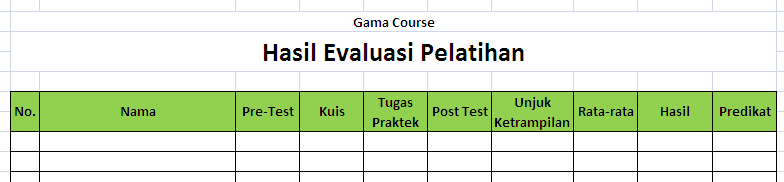 Gama Course
Hasil Evaluasi Pelatihan
No. Nama Pre-Test Kuis Tugas Praktek Post Test Unjuk Ketrampilan Rata-rata Hasil Predikat